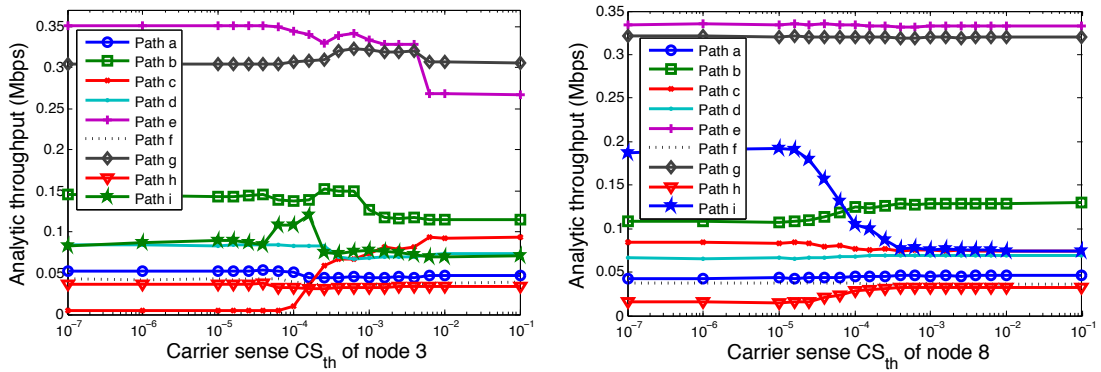 0.35
0.3
0.25
0.2
0.15
0.1
0.05
0
Analytic throughput (Mbps)
Path a
Path b
Path c
Path d
Path e
Path f
Path g
Path h
Path i
10^-7
10^-6
10^-5
10^-4
10^-3
10^-2
10^-1
Carrier sense CS_th of node 3
0.35
0.3
0.25
0.2
0.15
0.1
0.05
0
Analytic throughput (Mbps)
Path a
Path b
Path c
Path d
Path e
Path f
Path g
Path h
Path i
10^-7
10^-6
10^-5
10^-4
10^-3
10^-2
10^-1
Carrier sense CS_th of node 8